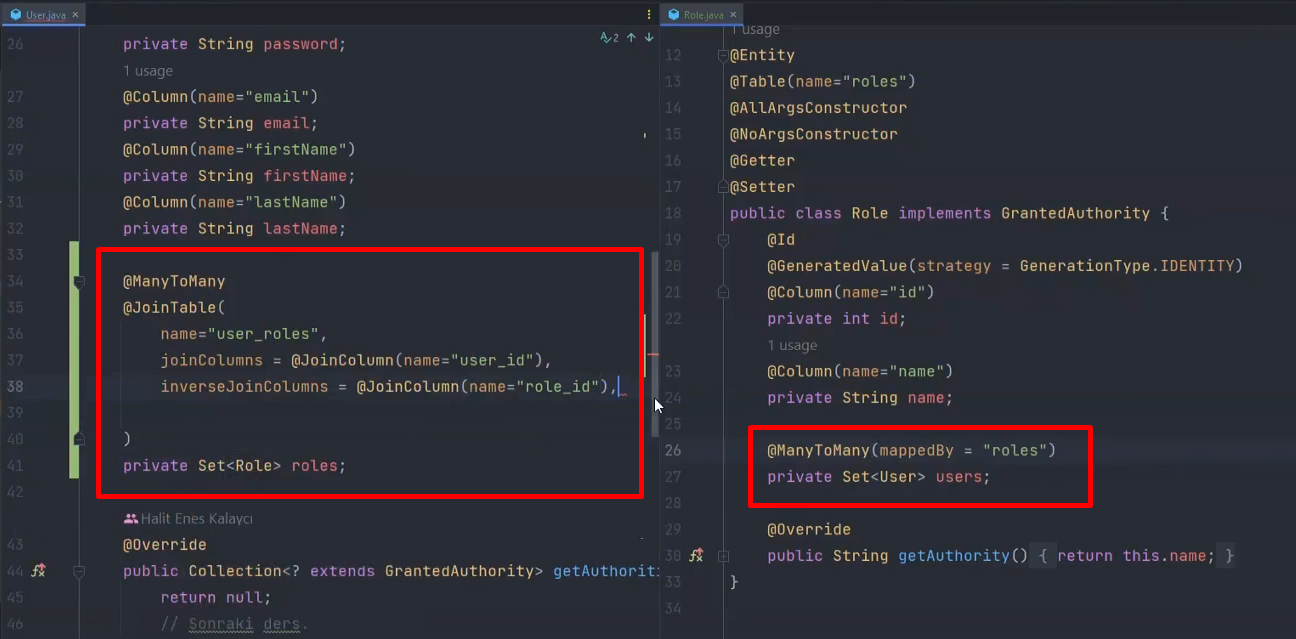 User.java ×
26 private String password;
1 usage
27 @Column(name="email")
28 private String email;
29 @Column(name="firstName")
30 private String firstName;
31 @Column(name="lastName")
32 private String lastName;
33
34 @ManyToMany
35 @JoinTable(
36 name="user_roles",
37 joinColumns = @JoinColumn(name="user_id"),
38 inverseJoinColumns = @JoinColumn(name="role_id"),
39
40 )
41 private Set<Role> roles;
42
Halit Enes Kalaycı
43 @Override
44 public Collection<? extends GrantedAuthority> getAuthoriti
45 return null;
46 // Sonraki ders.
2
Role.java ×
1 usage
12 @Entity
13 @Table(name="roles")
14 @AllArgsConstructor
15 @NoArgsConstructor
16 @Getter
17 @Setter
18 public class Role implements GrantedAuthority {
19 @Id
20 @GeneratedValue(strategy = GenerationType.IDENTITY)
21 @Column(name="id")
22 private int id;
1 usage
23 @Column(name="name")
24 private String name;
25
26 @ManyToMany(mappedBy = "roles")
27 private Set<User> users;
28
29 @Override
30 public String getAuthority() { return this.name; }
33 }
34